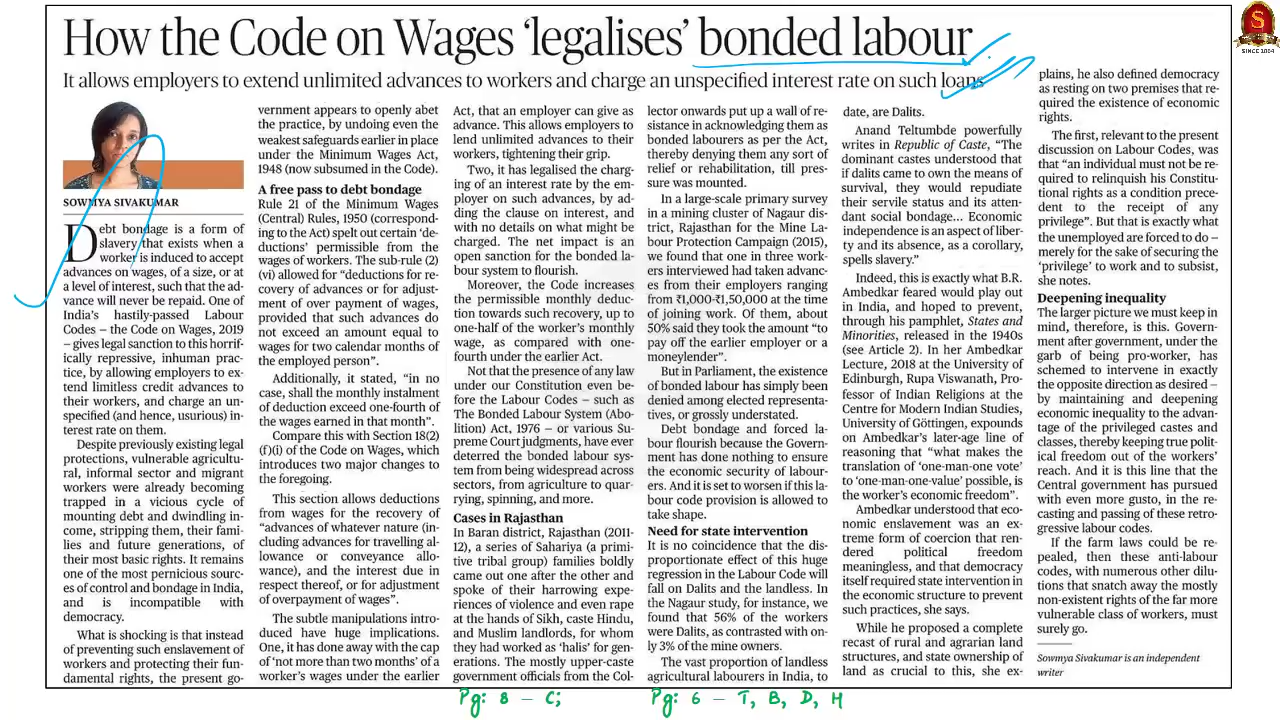 How the Code on Wages ‘legalises’ bonded labour
It allows employers to extend unlimited advances to workers and charge an unspecified interest rate on such loans
SOWMYA SIVAKUMAR
Debt bondage is a form of
slavery that exists when a
worker is induced to accept
advances on wages, of a size, or at
a level of interest, such that the ad-
vance will never be repaid. One of
India's hastily-passed Labour
Codes – the Code on Wages, 2019
– gives legal sanction to this horrif-
ically repressive, inhuman prac-
tice, by allowing employers to ex-
tend limitless credit advances to
their workers, and charge an un-
specified (and hence, usurious) in-
terest rate on them.
Despite previously existing legal
protections, vulnerable agricultur-
al, informal sector and migrant
workers were already becoming
trapped in a vicious cycle of
mounting debt and dwindling in-
come, stripping them, their fami-
lies and future generations, of
their most basic rights. It remains
one of the most pernicious sourc-
es of control and bondage in India,
and is incompatible with
democracy.
What is shocking is that instead
of preventing such enslavement of
workers and protecting their fun-
damental rights, the present go-
vernment appears to openly abet
the practice, by undoing even the
weakest safeguards earlier in place
under the Minimum Wages Act,
1948 (now subsumed in the Code).
A free pass to debt bondage
Rule 21 of the Minimum Wages
(Central) Rules, 1950 (correspond-
ing to the Act) spelt out certain ‘de-
ductions’ permissible from the
wages of workers. The sub-rule (2)
(vi) allowed for “deductions for re-
covery of advances or for adjust-
ment of over payment of wages,
provided that such advances do
not exceed an amount equal to
wages for two calendar months of
the employed person”.
Additionally, it stated, “in no
case, shall the monthly instalment
of deduction exceed one-fourth of
the wages earned in that month”.
Compare this with Section 18(2)
(f)(i) of the Code on Wages, which
introduces two major changes to
the foregoing.
This section allows deductions
from wages for the recovery of
“advances of whatever nature (in-
cluding advances for travelling al-
lowance or conveyance allo-
wance), and the interest due in
respect thereof, or for adjustment
of overpayment of wages”.
The subtle manipulations intro-
duced have huge implications.
One, it has done away with the cap
of ‘not more than two months’ of a
worker's wages under the earlier
Act, that an employer can give as
advance. This allows employers to
lend unlimited advances to their
workers, tightening their grip.
Two, it has legalised the charg-
ing of an interest rate by the em-
ployer on such advances, by ad-
ding the clause on interest, and
with no details on what might be
charged. The net impact is an
open sanction for the bonded la-
bour system to flourish.
Moreover, the Code increases
the permissible monthly deduc-
tion towards such recovery, up to
one-half of the worker's monthly
wage, as compared with one-
fourth under the earlier Act.
Not that the presence of any law
under our Constitution even be-
fore the Labour Codes – such as
The Bonded Labour System (Abo-
lition) Act, 1976 – or various Su-
preme Court judgments, have ever
deterred the bonded labour sys-
tem from being widespread across
sectors, from agriculture to quar-
rying, spinning, and more.
Cases in Rajasthan
In Baran district, Rajasthan (2011-
12), a series of Sahariya (a primi-
tive tribal group) families boldly
came out one after the other and
spoke of their harrowing expe-
riences of violence and even rape
at the hands of Sikh, caste Hindu,
and Muslim landlords, for whom
they had worked as ‘halis’ for gen-
erations. The mostly upper-caste
government officials from the Col-
lector onwards put up a wall of re-
sistance in acknowledging them as
bonded labourers as per the Act,
thereby denying them any sort of
relief or rehabilitation, till pres-
sure was mounted.
In a large-scale primary survey
in a mining cluster of Nagaur dis-
trict, Rajasthan for the Mine La-
bour Protection Campaign (2015),
we found that one in three work-
ers interviewed had taken advanc-
es from their employers ranging
from ₹1,000-₹1,50,000 at the time
of joining work. Of them, about
50% said they took the amount “to
pay off the earlier employer or a
moneylender”.
But in Parliament, the existence
of bonded labour has simply been
denied among elected representa-
tives, or grossly understated.
Debt bondage and forced la-
bour flourish because the Govern-
ment has done nothing to ensure
the economic security of labour-
ers. And it is set to worsen if this la-
bour code provision is allowed to
take shape.
Need for state intervention
It is no coincidence that the dis-
proportionate effect of this huge
regression in the Labour Code will
fall on Dalits and the landless. In
the Nagaur study, for instance, we
found that 56% of the workers
were Dalits, as contrasted with on-
ly 3% of the mine owners.
The vast proportion of landless
agricultural labourers in India, to
date, are Dalits.
Anand Teltumbde powerfully
writes in Republic of Caste, “The
dominant castes understood that
if dalits came to own the means of
survival, they would repudiate
their servile status and its attend-
ant social bondage... Economic
independence is an aspect of liber-
ty and its absence, as a corollary,
spells slavery.”
Indeed, this is exactly what B.R.
Ambedkar feared would play out
in India, and hoped to prevent,
through his pamphlet, States and
Minorities, released in the 1940s
(see Article 2). In her Ambedkar
Lecture, 2018 at the University of
Edinburgh, Rupa Viswanath, Pro-
fessor of Indian Religions at the
Centre for Modern Indian Studies,
University of Göttingen, expounds
on Ambedkar's later-age line of
reasoning that “what makes the
translation of ‘one-man-one vote’
to ‘one-man-one-value’ possible, is
the worker's economic freedom”.
Ambedkar understood that eco-
nomic enslavement was an ex-
treme form of coercion that ren-
dered political freedom
meaningless, and that democracy
itself required state intervention in
the economic structure to prevent
such practices, she says.
While he proposed a complete
recast of rural and agrarian land
structures, and state ownership of
land as crucial to this, she ex-
plains, he also defined democracy
as resting on two premises that re-
quired the existence of economic
rights.
The first, relevant to the present
discussion on Labour Codes, was
that “an individual must not be re-
quired to relinquish his Constitu-
tional rights as a condition prece-
dent to the receipt of any
privilege”. But that is exactly what
the unemployed are forced to do –
merely for the sake of securing the
‘privilege’ to work and to subsist,
she notes.
Deepening inequality
The larger picture we must keep in
mind, therefore, is this. Govern-
ment after government, under the
garb of being pro-worker, has
schemed to intervene in exactly
the opposite direction as desired –
by maintaining and deepening
economic inequality to the advan-
tage of the privileged castes and
classes, thereby keeping true polit-
ical freedom out of the workers'
reach. And it is this line that the
Central government has pursued
with even more gusto, in the re-
casting and passing of these retro-
gressive labour codes.
If the farm laws could be re-
pealed, then these anti-labour
codes, with numerous other dilu-
tions that snatch away the mostly
non-existent rights of the far more
vulnerable class of workers, must
surely go.
Sowmya Sivakumar is an independent
writer
Pg: 8 – C; Pg: 6 – T, B, D, H
S
SINCE 1984